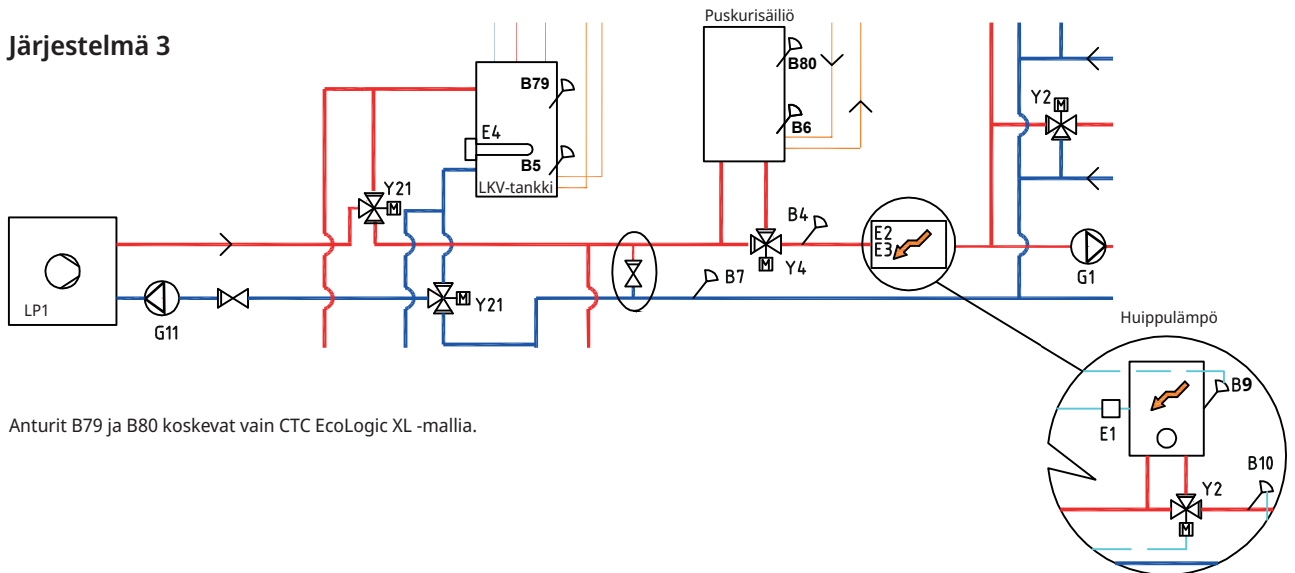 Järjestelmä 3
Puskurisäiliö
B79
B80
Y2
M
E4
B6
B5
LKV-tankki
Y21
M
B4
E2
E3
M
Y4
B7
G1
LP1
M
Y21
G11
Huippulämpö
B9
E1
Anturit B79 ja B80 koskevat vain CTC EcoLogic XL -mallia.
B10
Y2
M